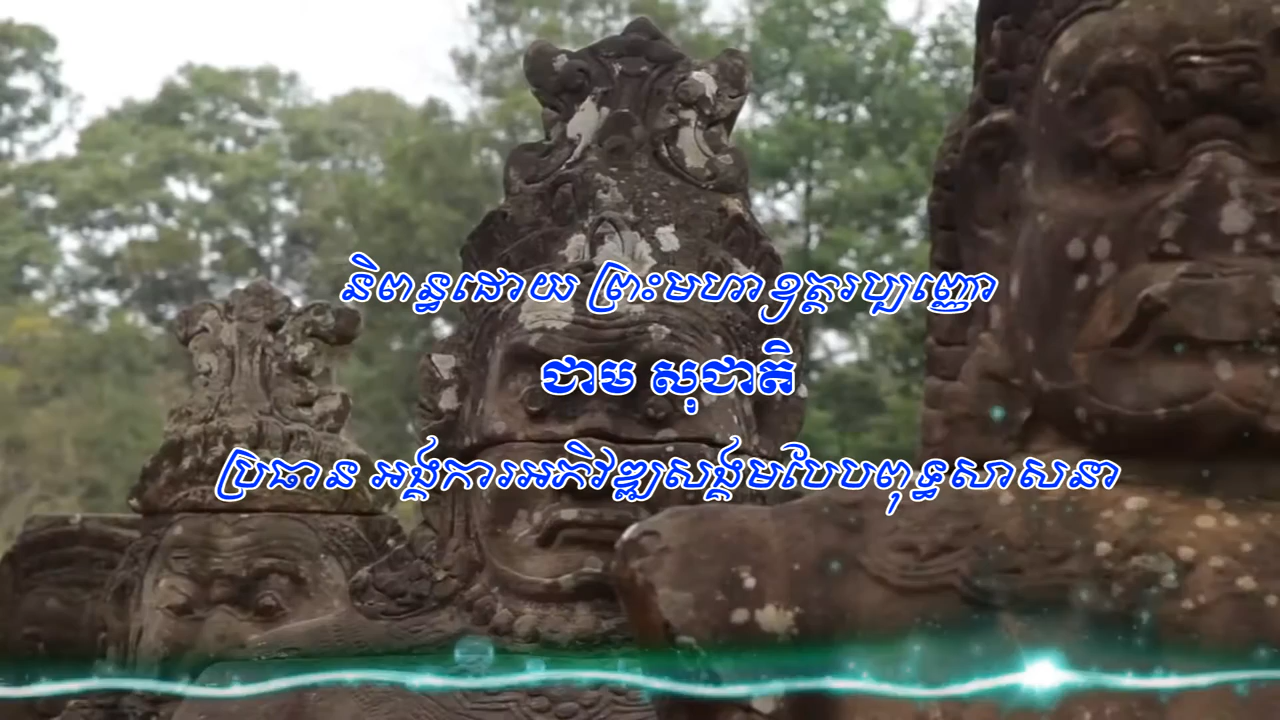 និពន្ធដោយ ព្រះមហាឧត្តរប្បញ្ញោ
ជាម សុជាតិ
ប្រធាន អង្គការអភិវឌ្ឍសង្គមបែបពុទ្ធសាសនា